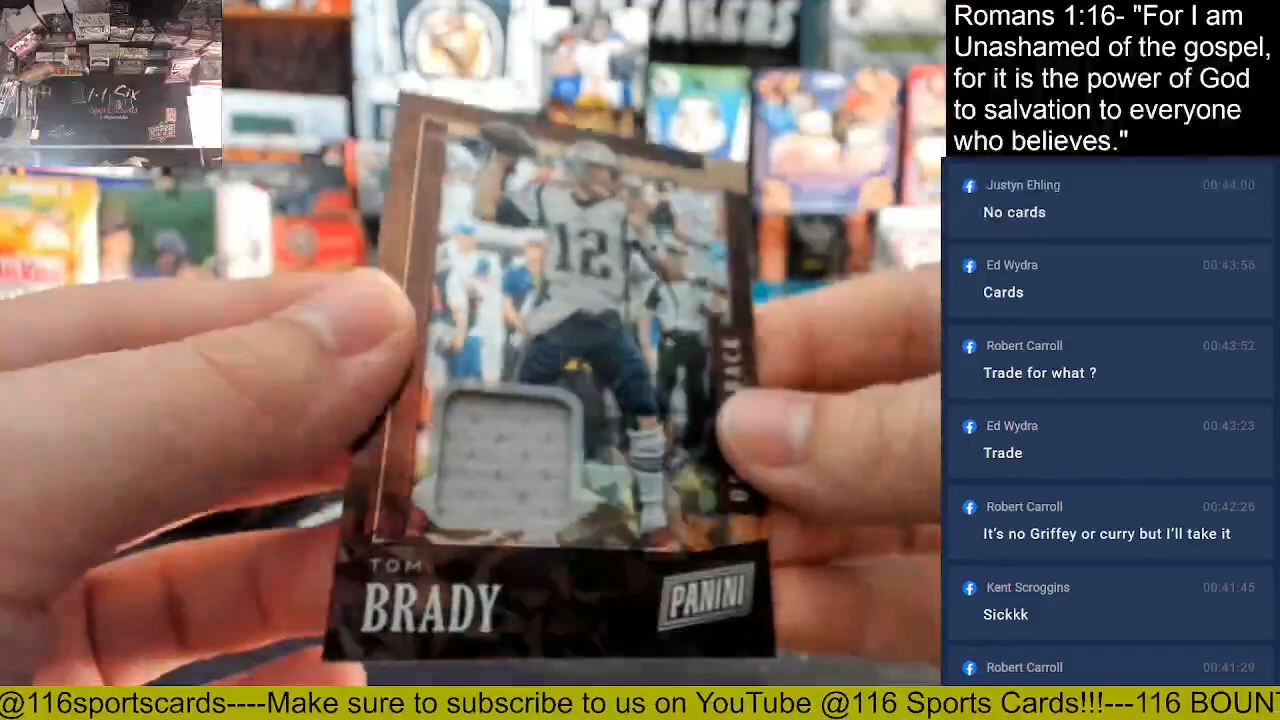 Romans 1:16- "For I am
Unashamed of the gospel,
for it is the power of God
to salvation to everyone
who believes."
Justyn Ehling 00:44:00
No cards
Ed Wydra 00:43:56
Cards
Robert Carroll 00:43:52
Trade for what ?
Ed Wydra 00:43:23
Trade
Robert Carroll 00:42:26
It's no Griffey or curry but I'll take it
Kent Scroggins 00:41:45
Sickkk
Robert Carroll 00:41:29
12
TOM
BRADY
PANINI
@116sportscards----Make sure to subscribe to us on YouTube @116 Sports Cards!!!---116 BOUN